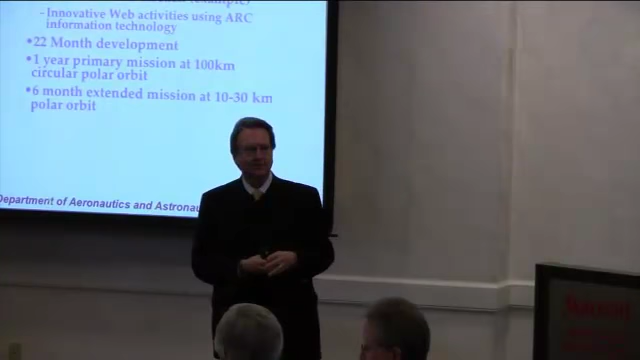 (example)
- Innovative Web activities using ARC
information technology
•22 Month development
•1 year primary mission at 100km
circular polar orbit
•6 month extended mission at 10-30 km
polar orbit
Department of Aeronautics and Astronau